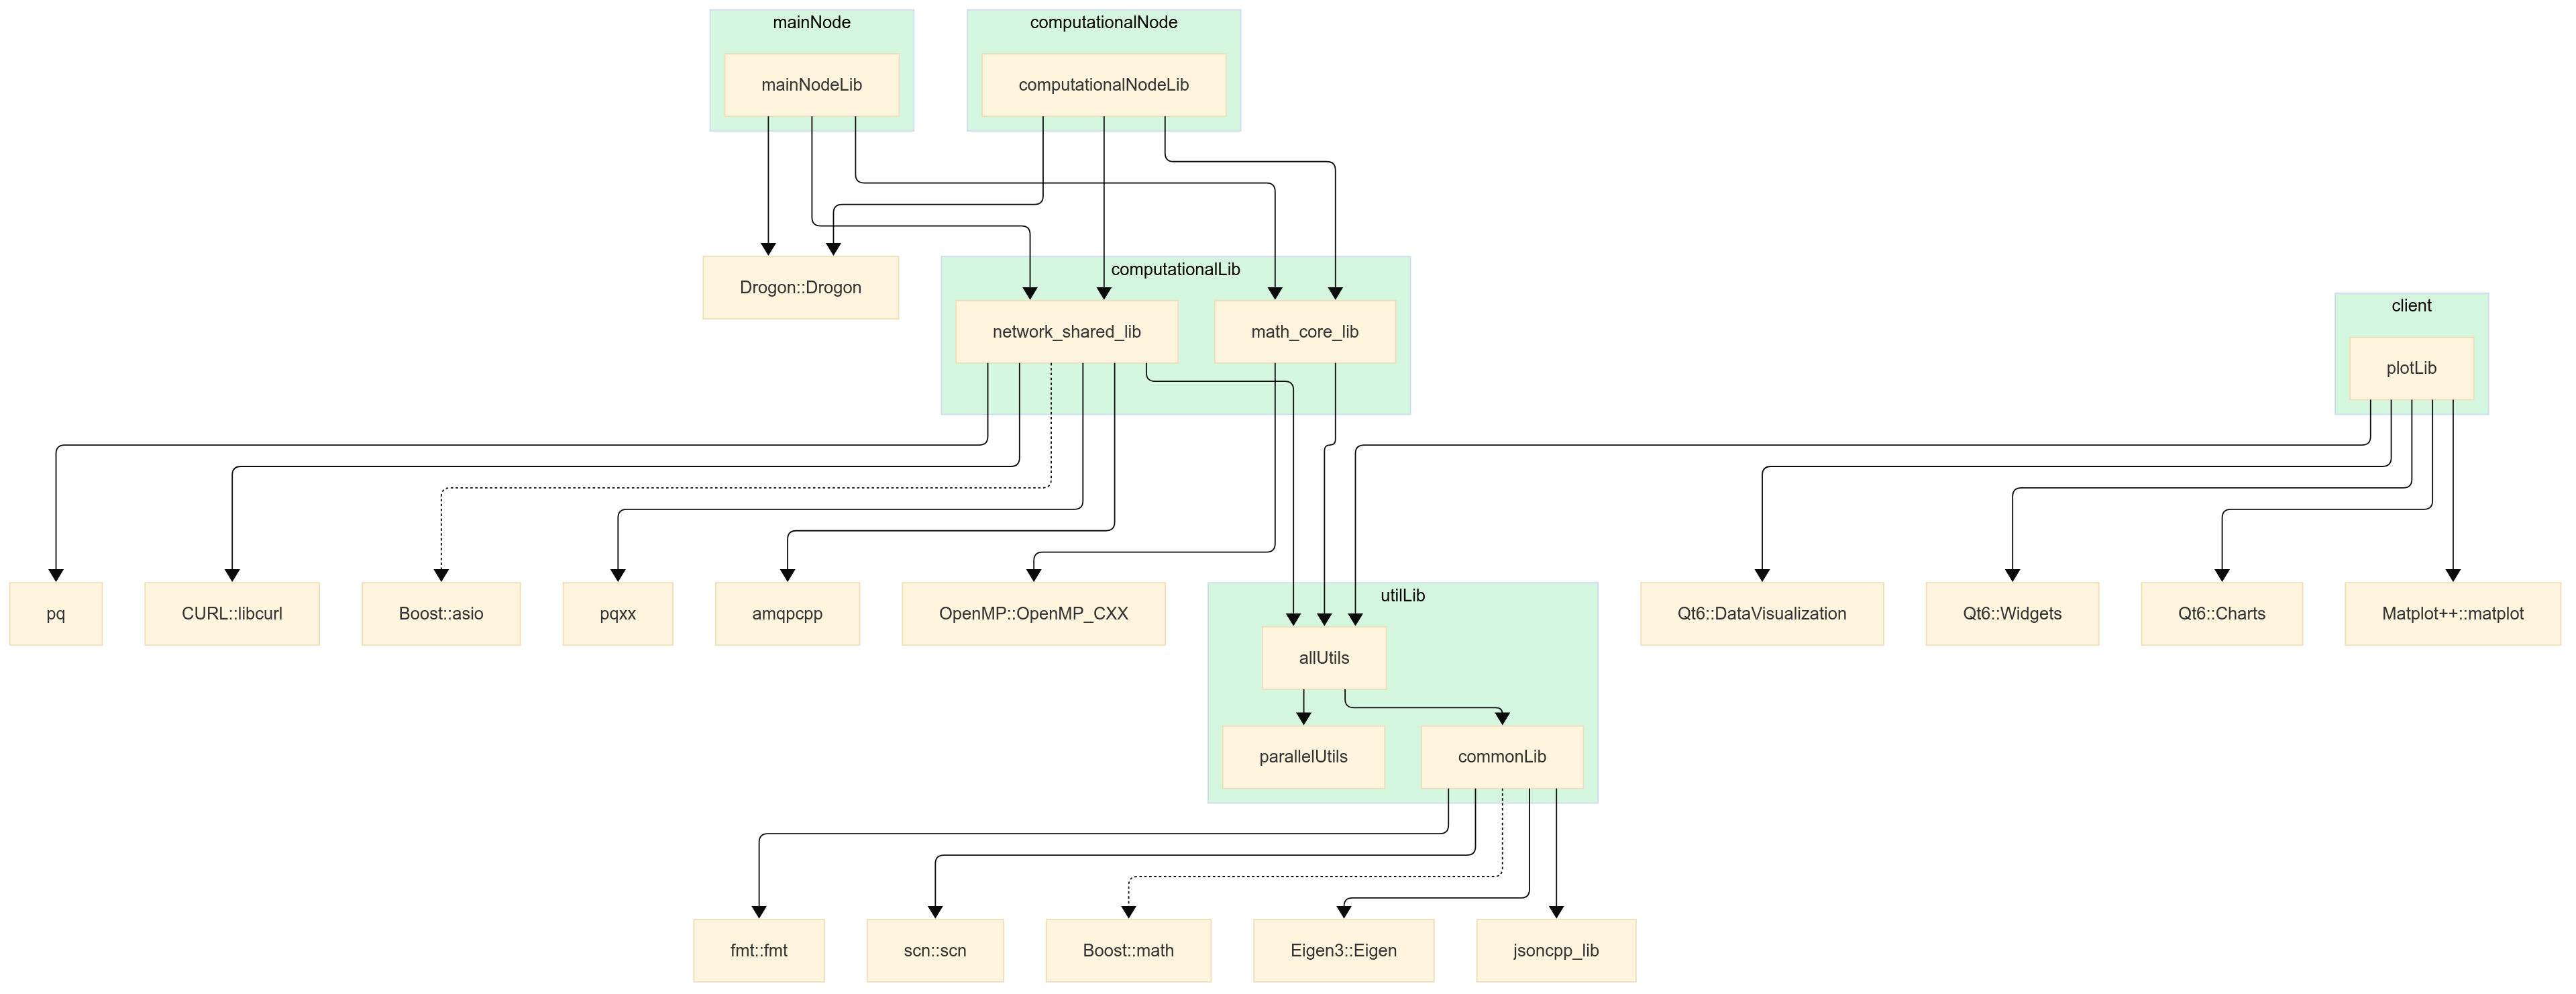 mainNode
computationalNode
mainNodeLib
computationalNodeLib
Drogon::Drogon
computationalLib
network_shared_lib
math_core_lib
client
plotLib
pq
CURL::libcurl
Boost::asio
pqxx
amqpcpp
OpenMP::OpenMP_CXX
utilLib
allUtils
Qt6::DataVisualization
Qt6::Widgets
Qt6::Charts
Matplot++::matplot
parallelUtils
commonLib
fmt::fmt
scn::scn
Boost::math
Eigen3::Eigen
jsoncpp_lib